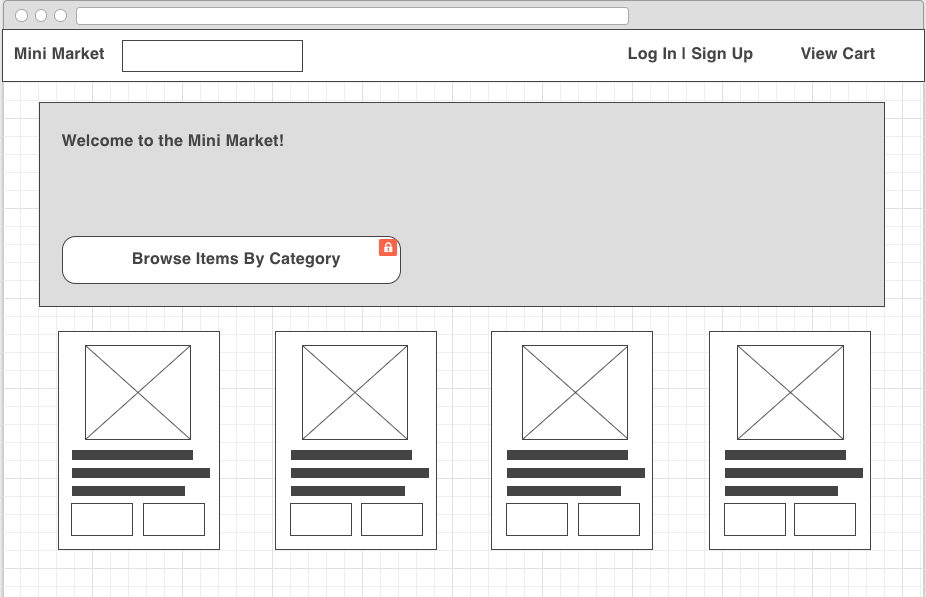 Mini Market
Log In | Sign Up
View Cart
Welcome to the Mini Market!
Browse Items By Category